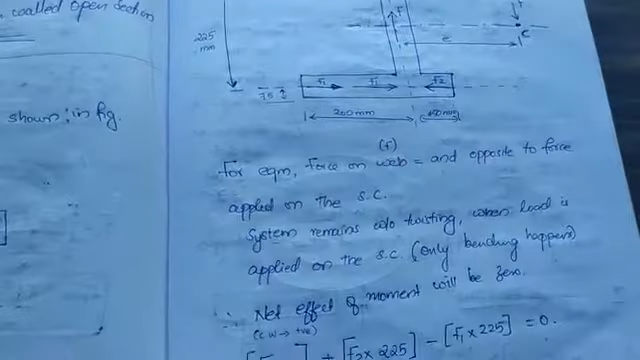 walled Open Section
shown: in fig.
225
mm
F
F
e
c
F1
F1
F2
200mm
(f)
For eqm, Force on web = and opposite to force
applied on the s.c.
System remains w/o twisting, when load is
applied on the s.c. (only bending happens)
∴ Net effect of moment will be zero.
(cw → +ve)
+ [F2 x 225] - [F1 x 225] = 0.